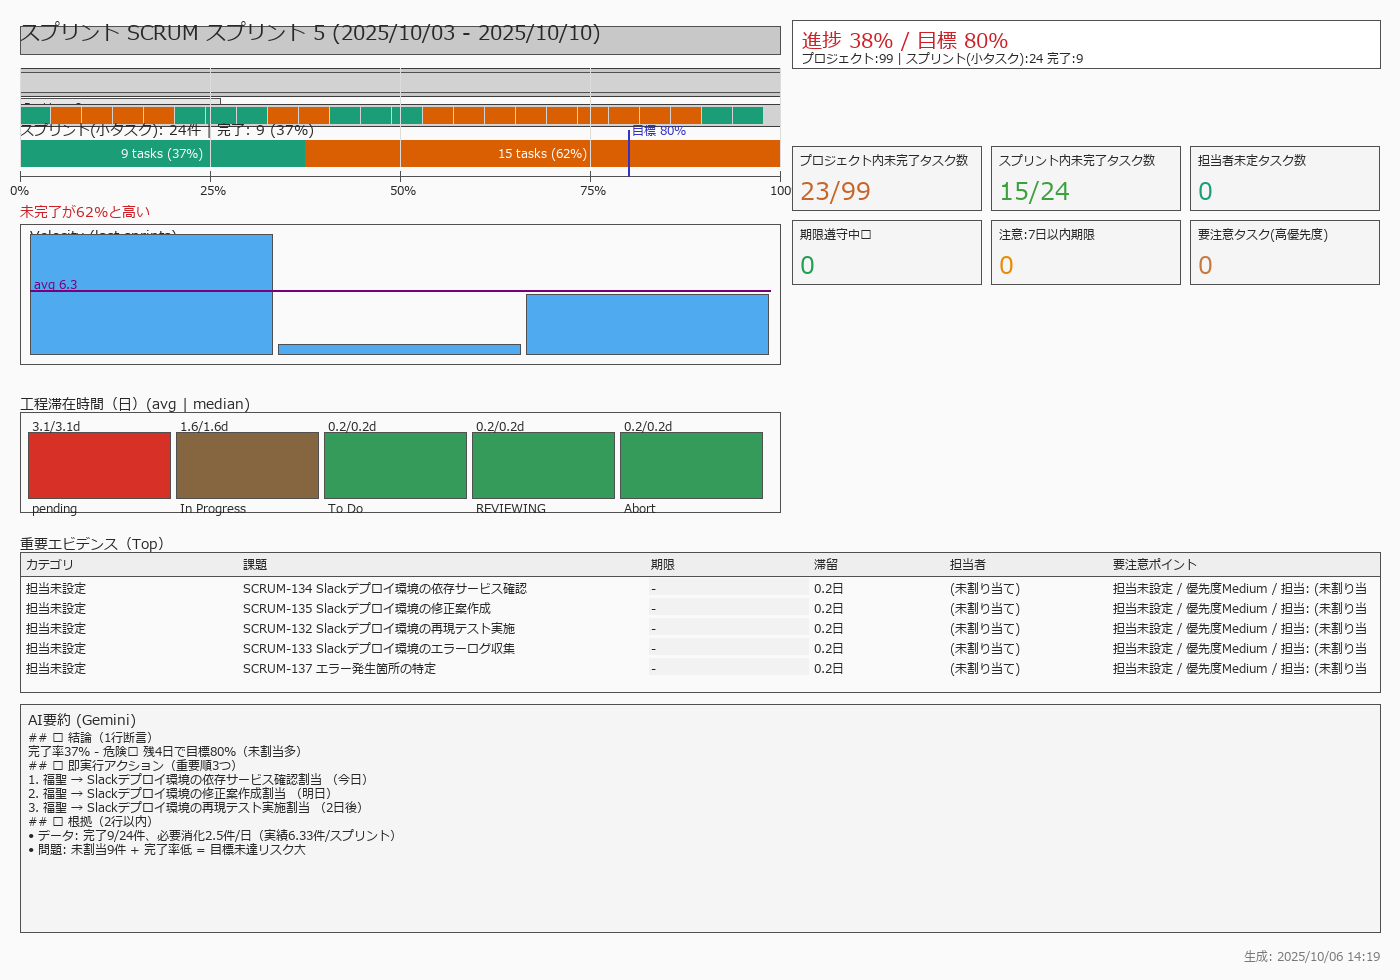 スプリント SCRUM スプリント 5 (2025/10/03 - 2025/10/10)
進捗 38% / 目標 80%
プロジェクト:99 | スプリント(小タスク):24 完了:9
スプリント(小タスク): 24件 | 完了: 9 (37%)
目標 80%
9 tasks (37%)
15 tasks (62%)
0%
25%
50%
75%
100
未完了が62%と高い
プロジェクト内未完了タスク数
23/99
スプリント内未完了タスク数
15/24
担当者未定タスク数
0
期限遵守中□
0
注意:7日以内期限
0
要注意タスク(高優先度)
0
Velocity (last sprints)
avg 6.3
工程滞在時間（日）(avg | median)
3.1/3.1d
1.6/1.6d
0.2/0.2d
0.2/0.2d
0.2/0.2d
pending
In Progress
To Do
REVIEWING
Abort
重要エビデンス（Top）
カテゴリ 課題 期限 滞留 担当者 要注意ポイント
担当未設定 SCRUM-134 Slackデプロイ環境の依存サービス確認 - 0.2日 (未割り当て) 担当未設定 / 優先度Medium / 担当: (未割り当
担当未設定 SCRUM-135 Slackデプロイ環境の修正案作成 - 0.2日 (未割り当て) 担当未設定 / 優先度Medium / 担当: (未割り当
担当未設定 SCRUM-132 Slackデプロイ環境の再現テスト実施 - 0.2日 (未割り当て) 担当未設定 / 優先度Medium / 担当: (未割り当
担当未設定 SCRUM-133 Slackデプロイ環境のエラーログ収集 - 0.2日 (未割り当て) 担当未設定 / 優先度Medium / 担当: (未割り当
担当未設定 SCRUM-137 エラー発生箇所の特定 - 0.2日 (未割り当て) 担当未設定 / 優先度Medium / 担当: (未割り当
AI要約 (Gemini)
## □ 結論（1行断言）
完了率37% - 危険□ 残4日で目標80%（未割当多）
## □ 即実行アクション（重要順3つ）
1. 福聖 → Slackデプロイ環境の依存サービス確認割当 （今日）
2. 福聖 → Slackデプロイ環境の修正案作成割当 （明日）
3. 福聖 → Slackデプロイ環境の再現テスト実施割当 （2日後）
## □ 根拠（2行以内）
• データ: 完了9/24件、必要消化2.5件/日（実績6.33件/スプリント）
• 問題: 未割当9件 + 完了率低 = 目標未達リスク大
生成: 2025/10/06 14:19